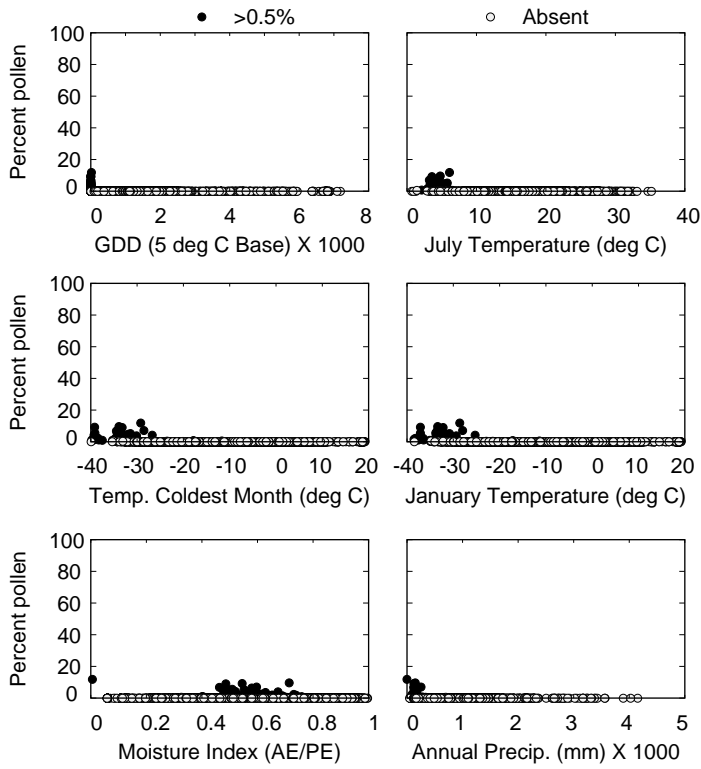 >0.5% Absent
100
80
60
40
20
0
Percent pollen
0 2 4 6 8
GDD (5 deg C Base) X 1000
0 10 20 30 40
July Temperature (deg C)
100
80
60
40
20
0
Percent pollen
-40 -30 -20 -10 0 10 20
Temp. Coldest Month (deg C)
-40 -30 -20 -10 0 10 20
January Temperature (deg C)
100
80
60
40
20
0
Percent pollen
0 0.2 0.4 0.6 0.8 1
Moisture Index (AE/PE)
0 1 2 3 4 5
Annual Precip. (mm) X 1000